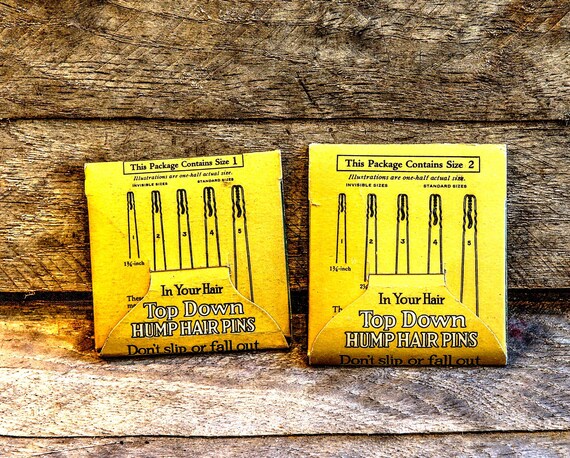 This Package Contains Size 1
Illustrations are one-half actual size.
INVISIBLE SIZES STANDARD SIZES
1 2 3 4 5
1¾-inch
In Your Hair
Top Down
HUMP HAIR PINS
Don't slip or fall out
This Package Contains Size 2
Illustrations are one-half actual size.
INVISIBLE SIZES STANDARD SIZES
1 2 3 4 5
1¾-inch
In Your Hair
Top Down
HUMP HAIR PINS
Don't slip or fall out